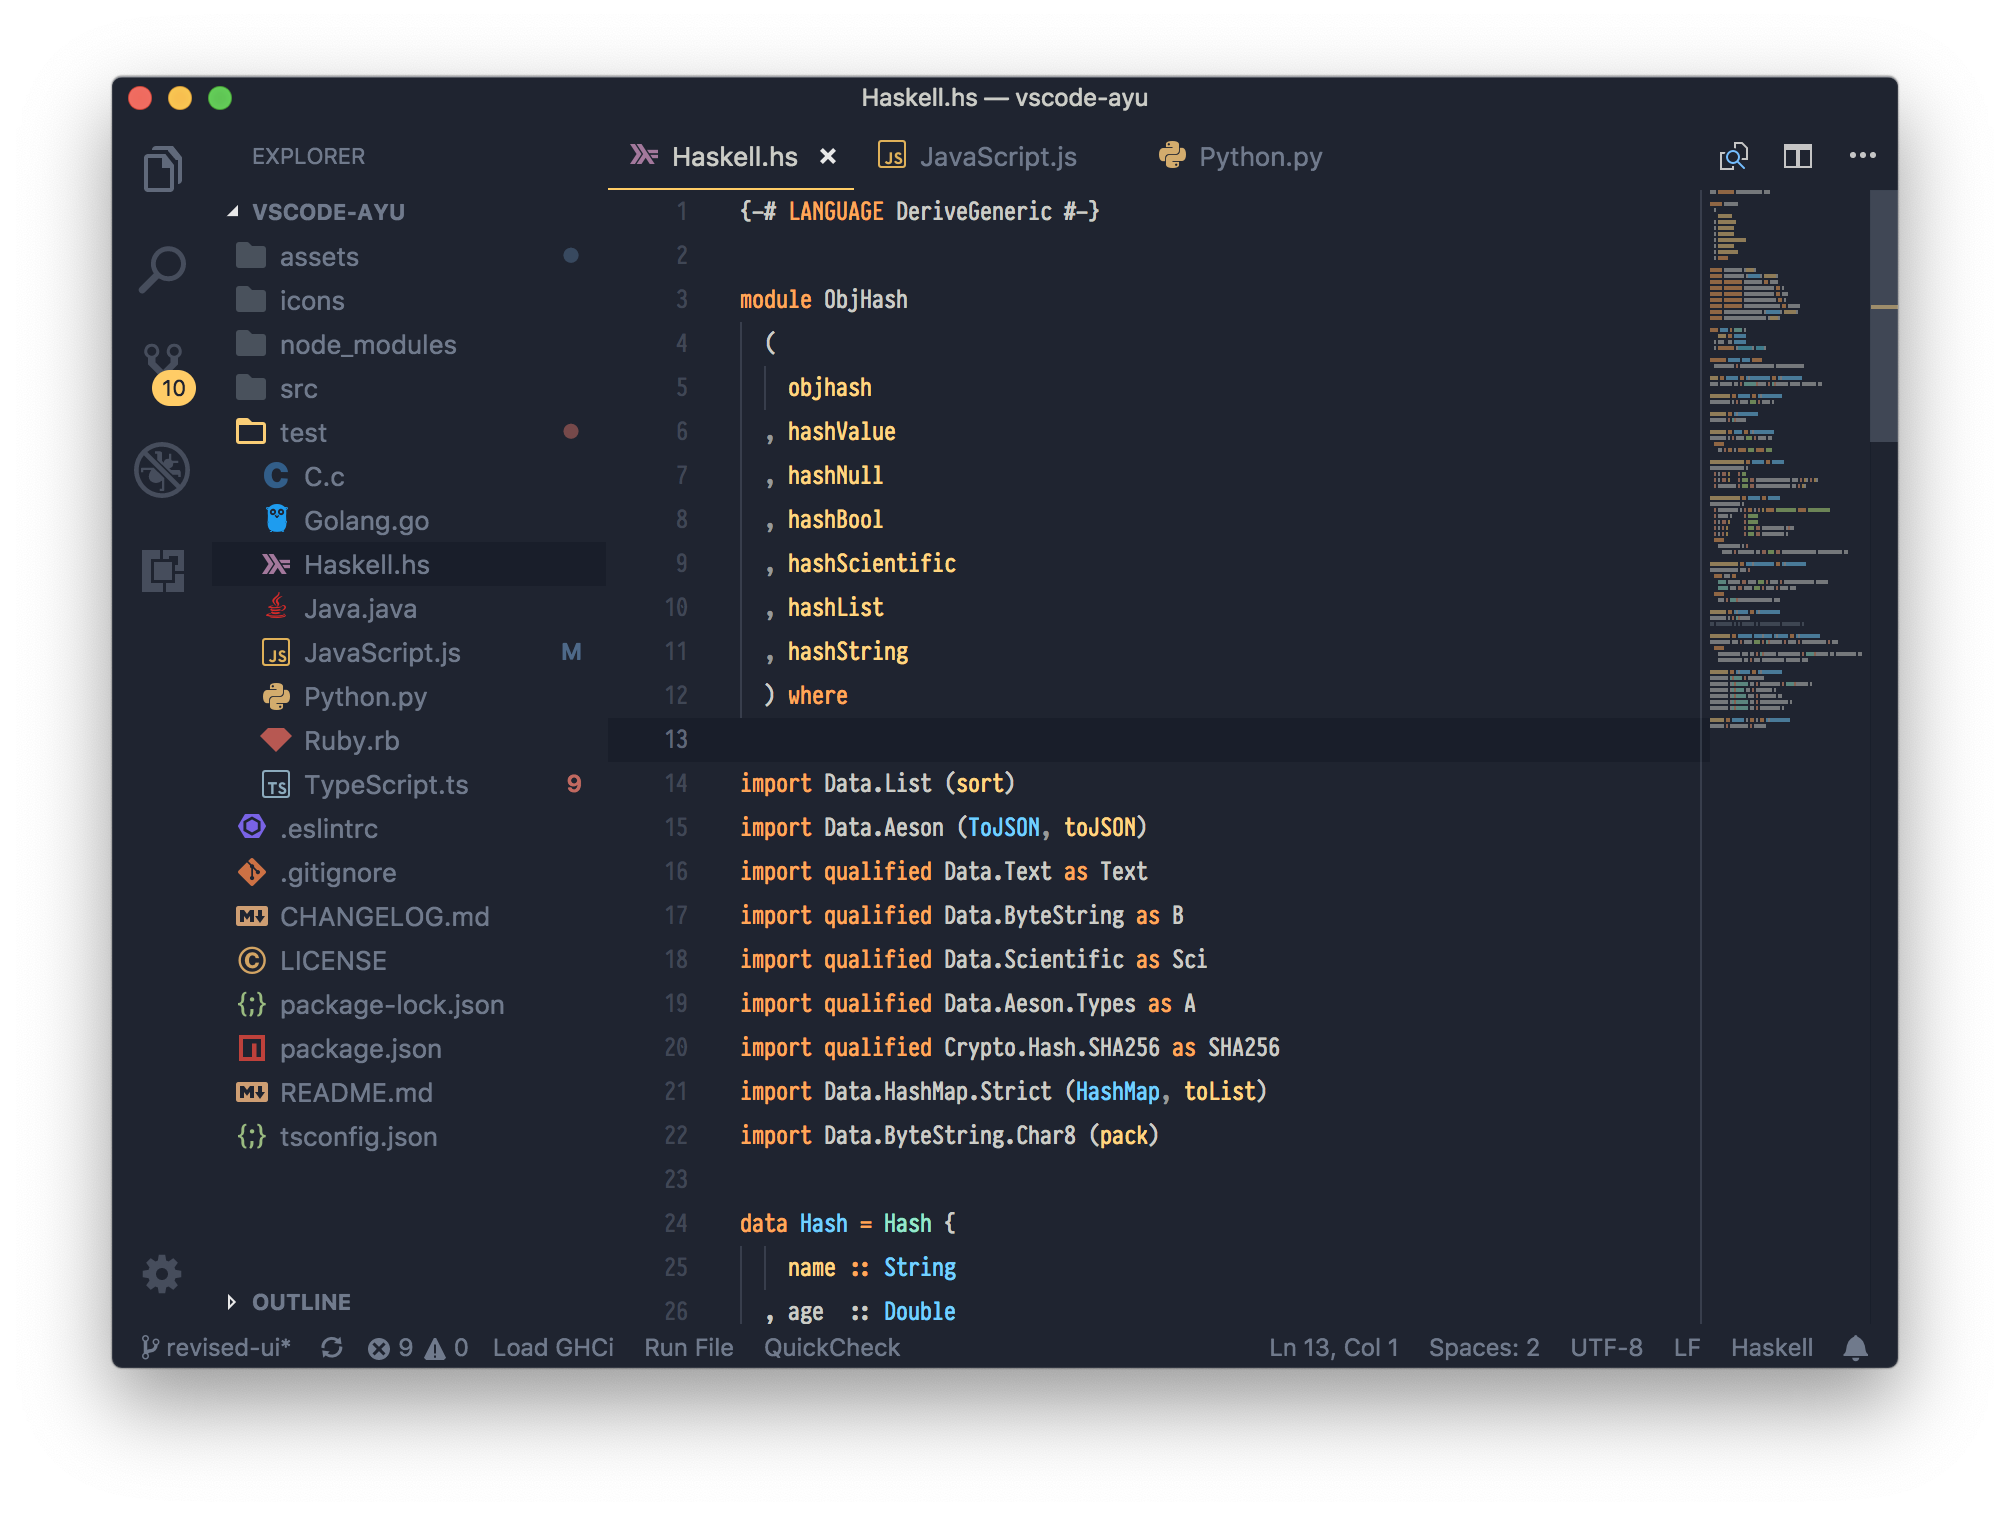 Haskell.hs — vscode-ayu
EXPLORER
VSCODE-AYU
assets
icons
node_modules
src
test
C.c
Golang.go
Haskell.hs
Java.java
JavaScript.js M
Python.py
Ruby.rb
TypeScript.ts 9
.eslintrc
.gitignore
CHANGELOG.md
LICENSE
package-lock.json
package.json
README.md
tsconfig.json
OUTLINE
10
Haskell.hs × JavaScript.js Python.py
1 {-# LANGUAGE DeriveGeneric #-}
2
3 module ObjHash
4 (
5 objhash
6 , hashValue
7 , hashNull
8 , hashBool
9 , hashScientific
10 , hashList
11 , hashString
12 ) where
13
14 import Data.List (sort)
15 import Data.Aeson (ToJSON, toJSON)
16 import qualified Data.Text as Text
17 import qualified Data.ByteString as B
18 import qualified Data.Scientific as Sci
19 import qualified Data.Aeson.Types as A
20 import qualified Crypto.Hash.SHA256 as SHA256
21 import Data.HashMap.Strict (HashMap, toList)
22 import Data.ByteString.Char8 (pack)
23
24 data Hash = Hash {
25 name :: String
26 , age :: Double
revised-ui* 9 0 Load GHCi Run File QuickCheck Ln 13, Col 1 Spaces: 2 UTF-8 LF Haskell